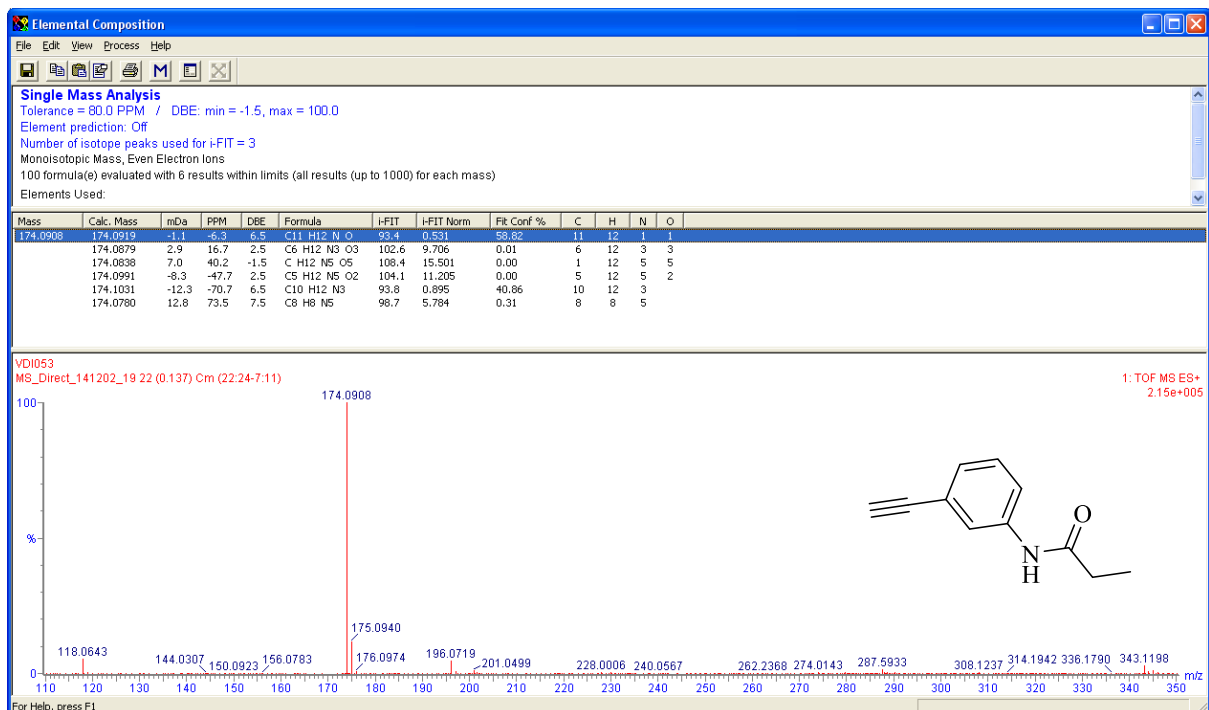 Elemental Composition
File Edit View Process Help
M
Single Mass Analysis
Tolerance = 80.0 PPM / DBE: min = -1.5, max = 100.0
Element prediction: Off
Number of isotope peaks used for i-FIT = 3
Monoisotopic Mass, Even Electron Ions
100 formula(e) evaluated with 6 results within limits (all results (up to 1000) for each mass)
Elements Used:
Mass Calc. Mass mDa PPM DBE Formula i-FIT i-FIT Norm Fit Conf % C H N O
174.0908 174.0919 -1.1 -6.3 6.5 C11 H12 N O 93.4 0.531 58.82 11 12 1 1
174.0879 2.9 16.7 2.5 C6 H12 N3 O3 102.6 9.706 0.01 6 12 3 3
174.0838 7.0 40.2 -1.5 C H12 N5 O5 108.4 15.501 0.00 1 12 5 5
174.0991 -8.3 -47.7 2.5 C5 H12 N5 O2 104.1 11.205 0.00 5 12 5 2
174.1031 -12.3 -70.7 6.5 C10 H12 N3 93.8 0.895 40.86 10 12 3
174.0780 12.8 73.5 7.5 C8 H8 N5 98.7 5.784 0.31 8 8 5
VDI053
MS_Direct_141202_19 22 (0.137) Cm (22:24-7:11)
1: TOF MS ES+
2.15e+005
174.0908
100
%
O
N
H
175.0940
118.0643
144.0307
150.0923
156.0783
176.0974
196.0719
201.0499
228.0006
240.0567
262.2368
274.0143
287.5933
308.1237
314.1942
336.1790
343.1198
0
m/z
110 120 130 140 150 160 170 180 190 200 210 220 230 240 250 260 270 280 290 300 310 320 330 340 350
For Help, press F1